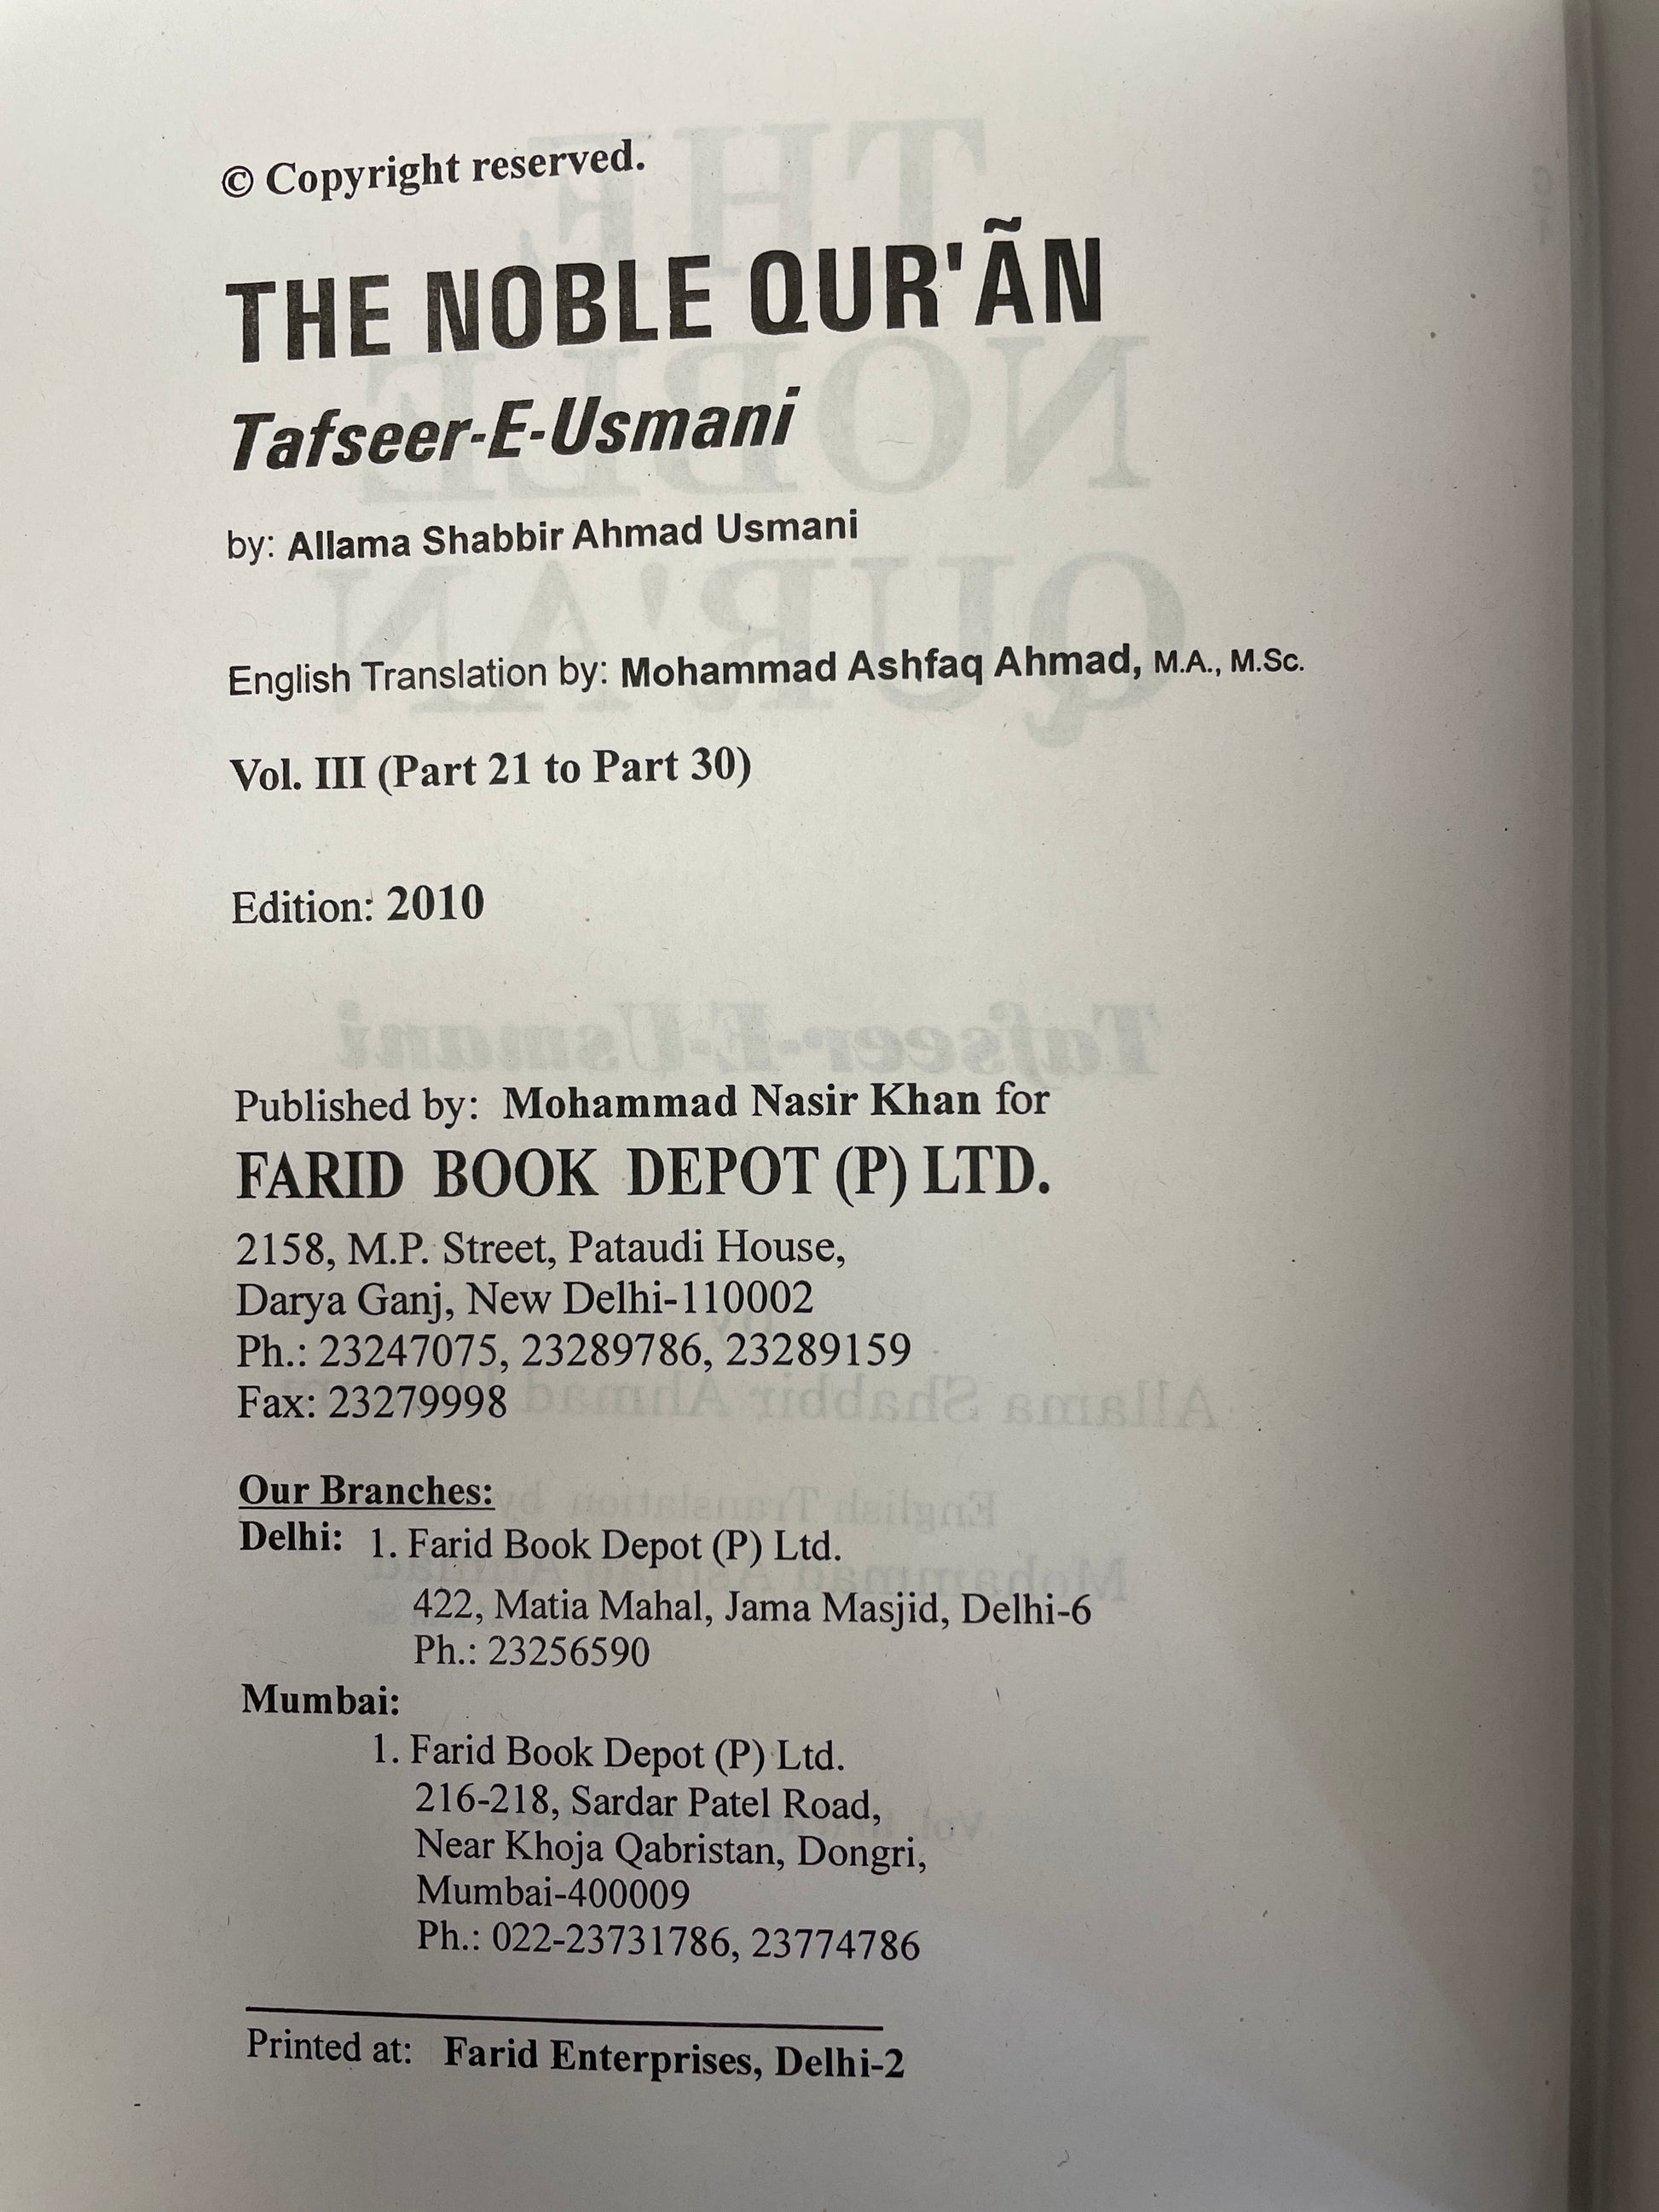 © Copyright reserved.
THE NOBLE QUR'ÃN
Tafseer-E-Usmani
by: Allama Shabbir Ahmad Usmani
English Translation by: Mohammad Ashfaq Ahmad, M.A., M.Sc.
Vol. III (Part 21 to Part 30)
Edition: 2010
Published by: Mohammad Nasir Khan for
FARID BOOK DEPOT (P) LTD.
2158, M.P. Street, Pataudi House,
Darya Ganj, New Delhi-110002
Ph.: 23247075, 23289786, 23289159
Fax: 23279998
Our Branches:
Delhi: 1. Farid Book Depot (P) Ltd.
422, Matia Mahal, Jama Masjid, Delhi-6
Ph.: 23256590
Mumbai:
1. Farid Book Depot (P) Ltd.
216-218, Sardar Patel Road,
Near Khoja Qabristan, Dongri,
Mumbai-400009
Ph.: 022-23731786, 23774786
Printed at: Farid Enterprises, Delhi-2